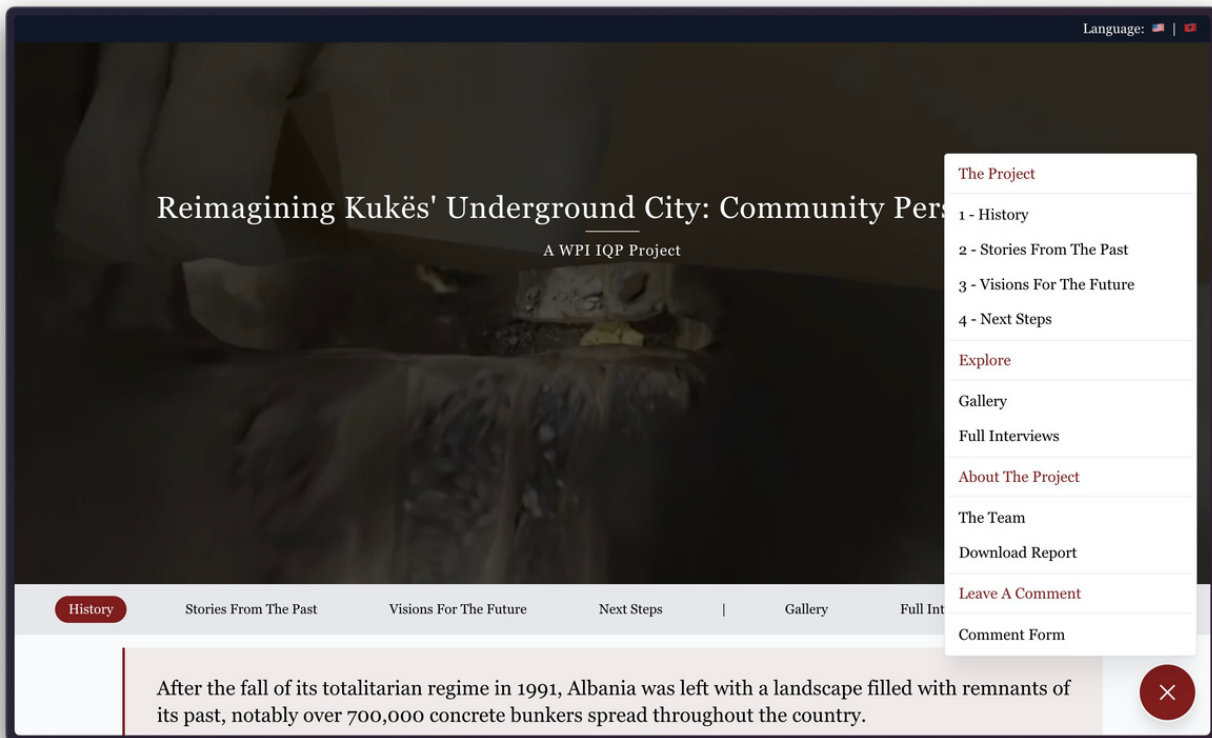 Language: |
Reimagining Kukës' Underground City: Community Pers
A WPI IQP Project
The Project
1 - History
2 - Stories From The Past
3 - Visions For The Future
4 - Next Steps
Explore
Gallery
Full Interviews
About The Project
The Team
Download Report
Leave A Comment
Comment Form
History Stories From The Past Visions For The Future Next Steps | Gallery Full Int
After the fall of its totalitarian regime in 1991, Albania was left with a landscape filled with remnants of
its past, notably over 700,000 concrete bunkers spread throughout the country.